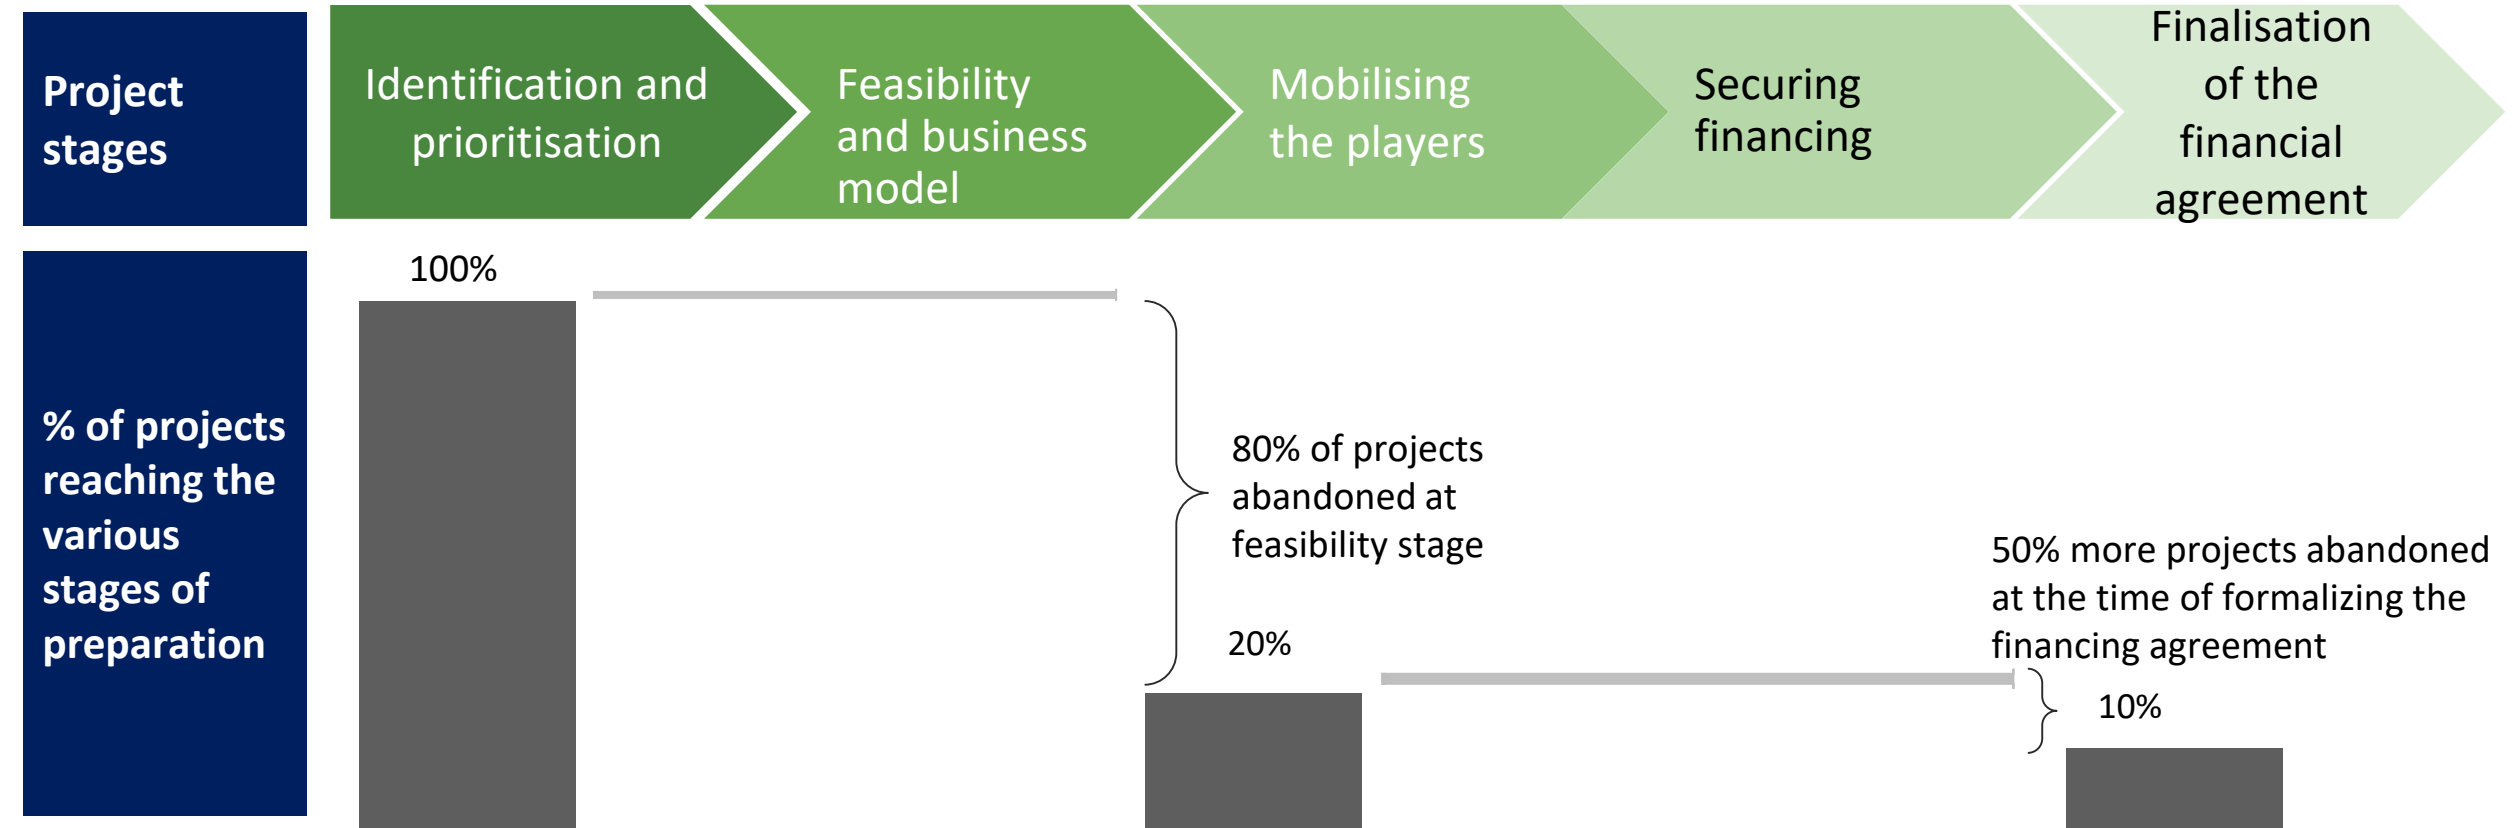 Project
stages
Identification and
prioritisation
Feasibility
and business
model
Mobilising
the players
Securing
financing
Finalisation
of the
financial
agreement
% of projects
reaching the
various
stages of
preparation
100%
80% of projects
abandoned at
feasibility stage
20%
50% more projects abandoned
at the time of formalizing the
financing agreement
10%